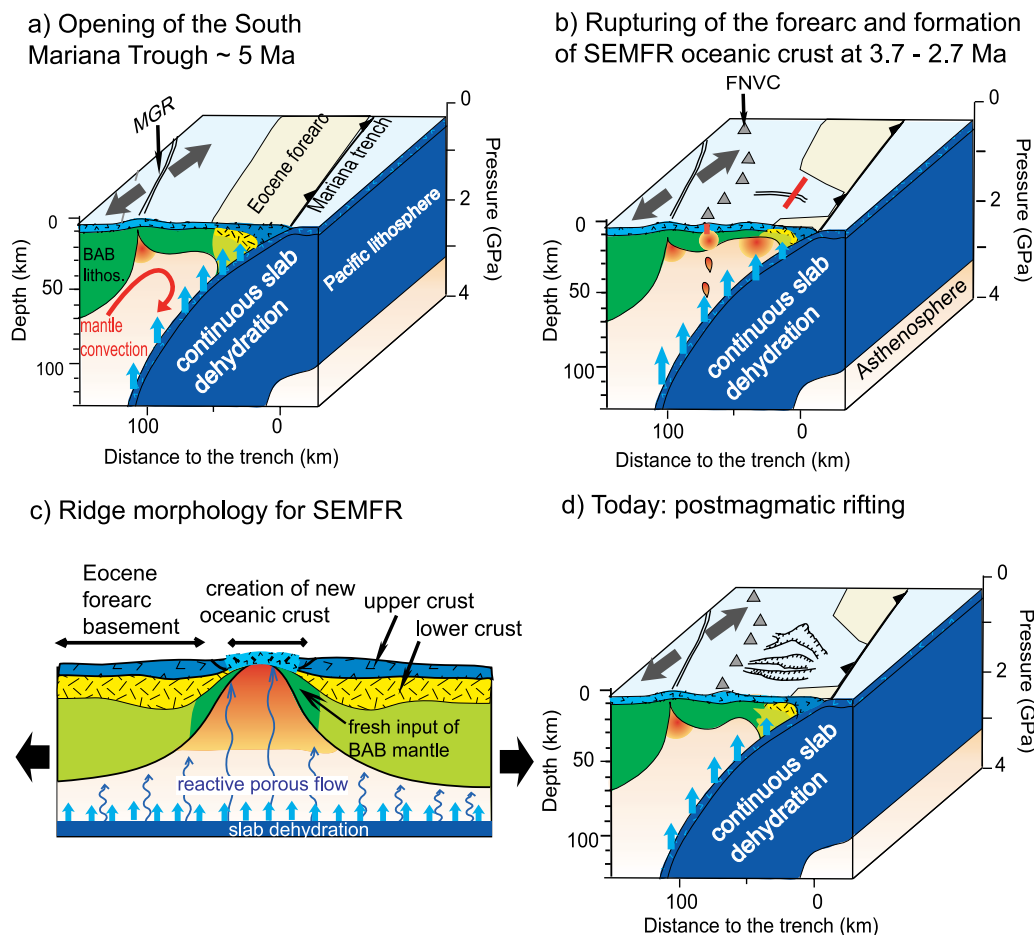 a) Opening of the South
Mariana Trough ~ 5 Ma
MGR
Eocene forearc
Mariana trench
0
2
4
Pressure (GPa)
0
50
100
Depth (km)
BAB
lithos.
mantle
convection
continuous slab
dehydration
Pacific lithosphere
100
0
Distance to the trench (km)
b) Rupturing of the forearc and formation
of SEMFR oceanic crust at 3.7 - 2.7 Ma
FNVC
0
2
4
Pressure (GPa)
0
50
100
Depth (km)
continuous slab
dehydration
Asthenosphere
100
0
Distance to the trench (km)
c) Ridge morphology for SEMFR
Eocene
forearc
basement
creation of new
oceanic crust
upper crust
lower crust
fresh input of
BAB mantle
reactive porous flow
slab dehydration
d) Today: postmagmatic rifting
0
2
4
Pressure (GPa)
0
50
100
Depth (km)
continuous slab
dehydration
100
0
Distance to the trench (km)